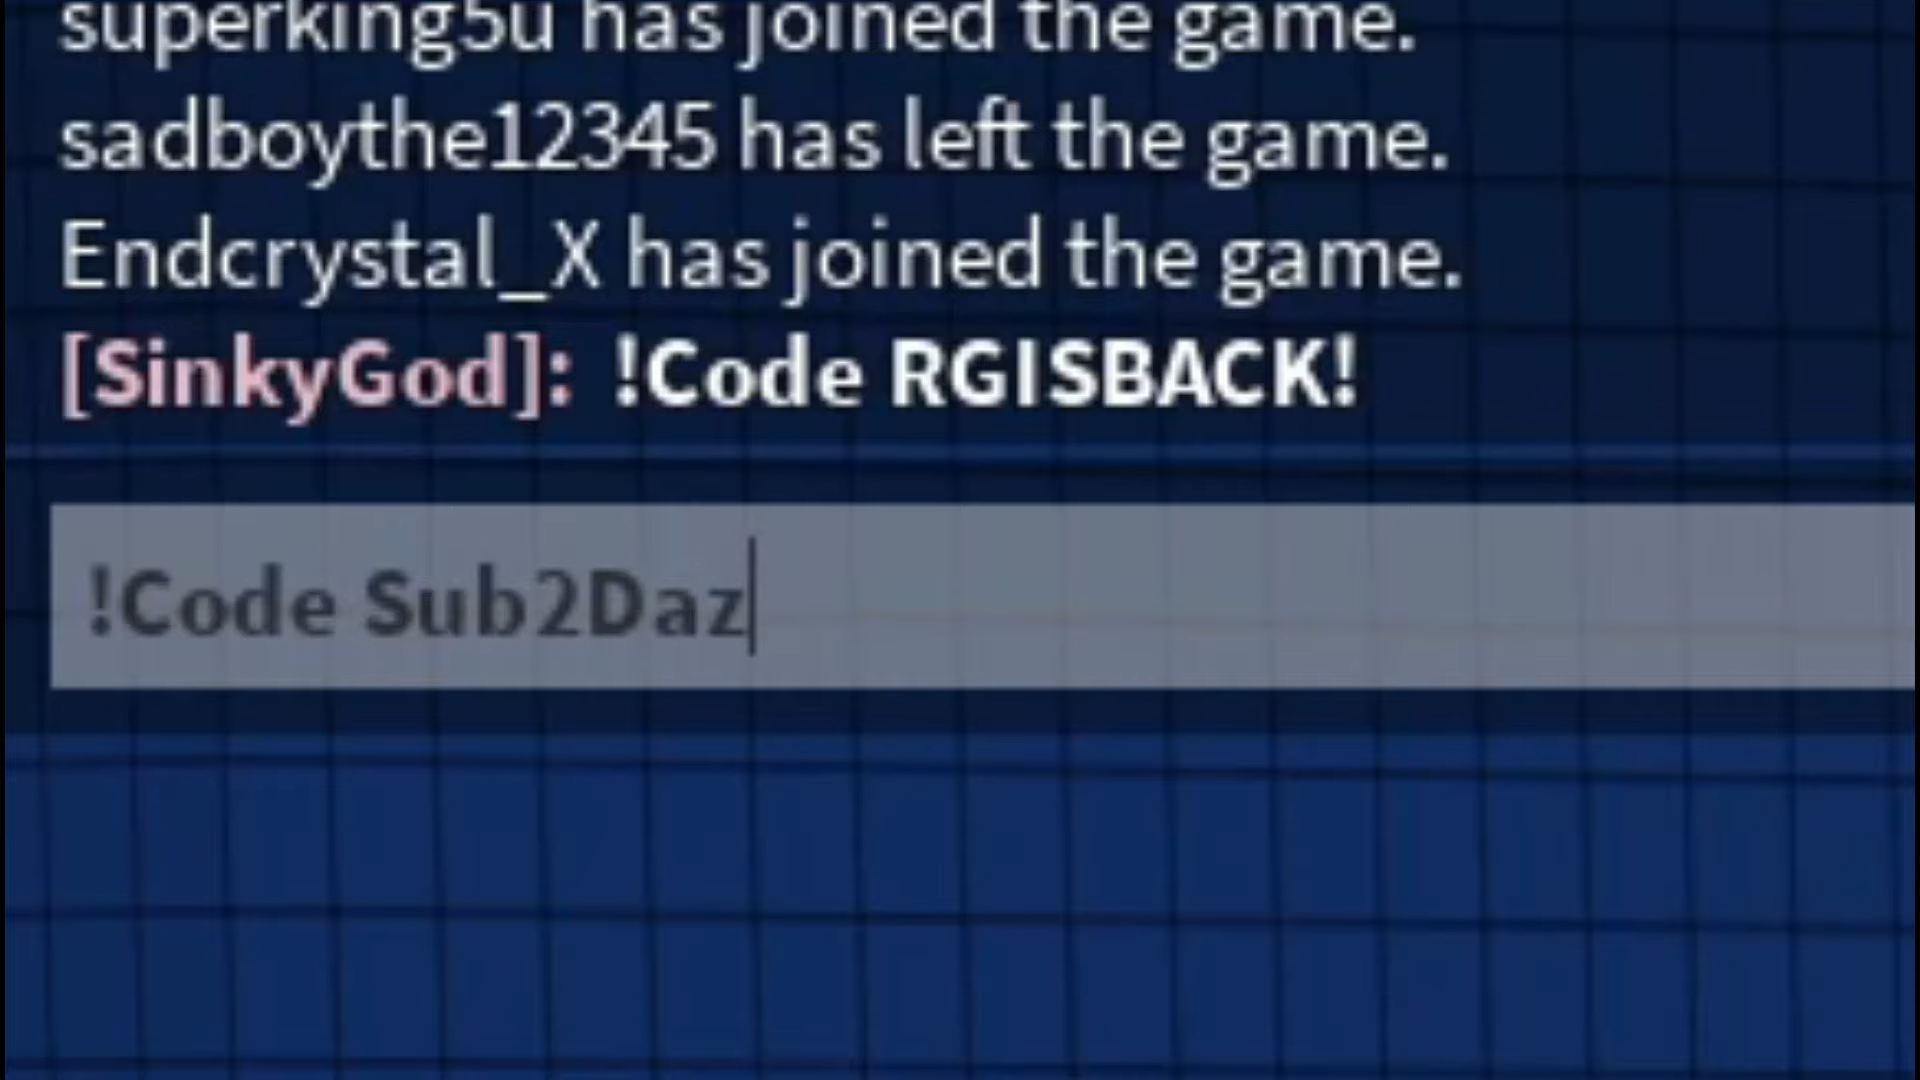 superking5u has joined the game.
sadboythe12345 has left the game.
Endcrystal_X has joined the game.
[SinkyGod]: !Code RGISBACK!
!Code Sub2Daz